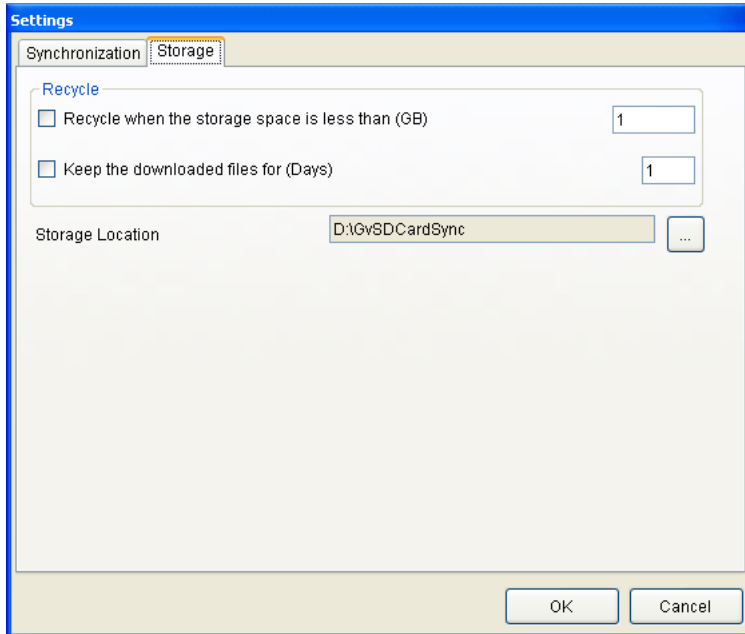 Settings
Synchronization Storage
Recycle
Recycle when the storage space is less than (GB) 1
Keep the downloaded files for (Days) 1
Storage Location D:\GvSDCardSync ...
OK Cancel